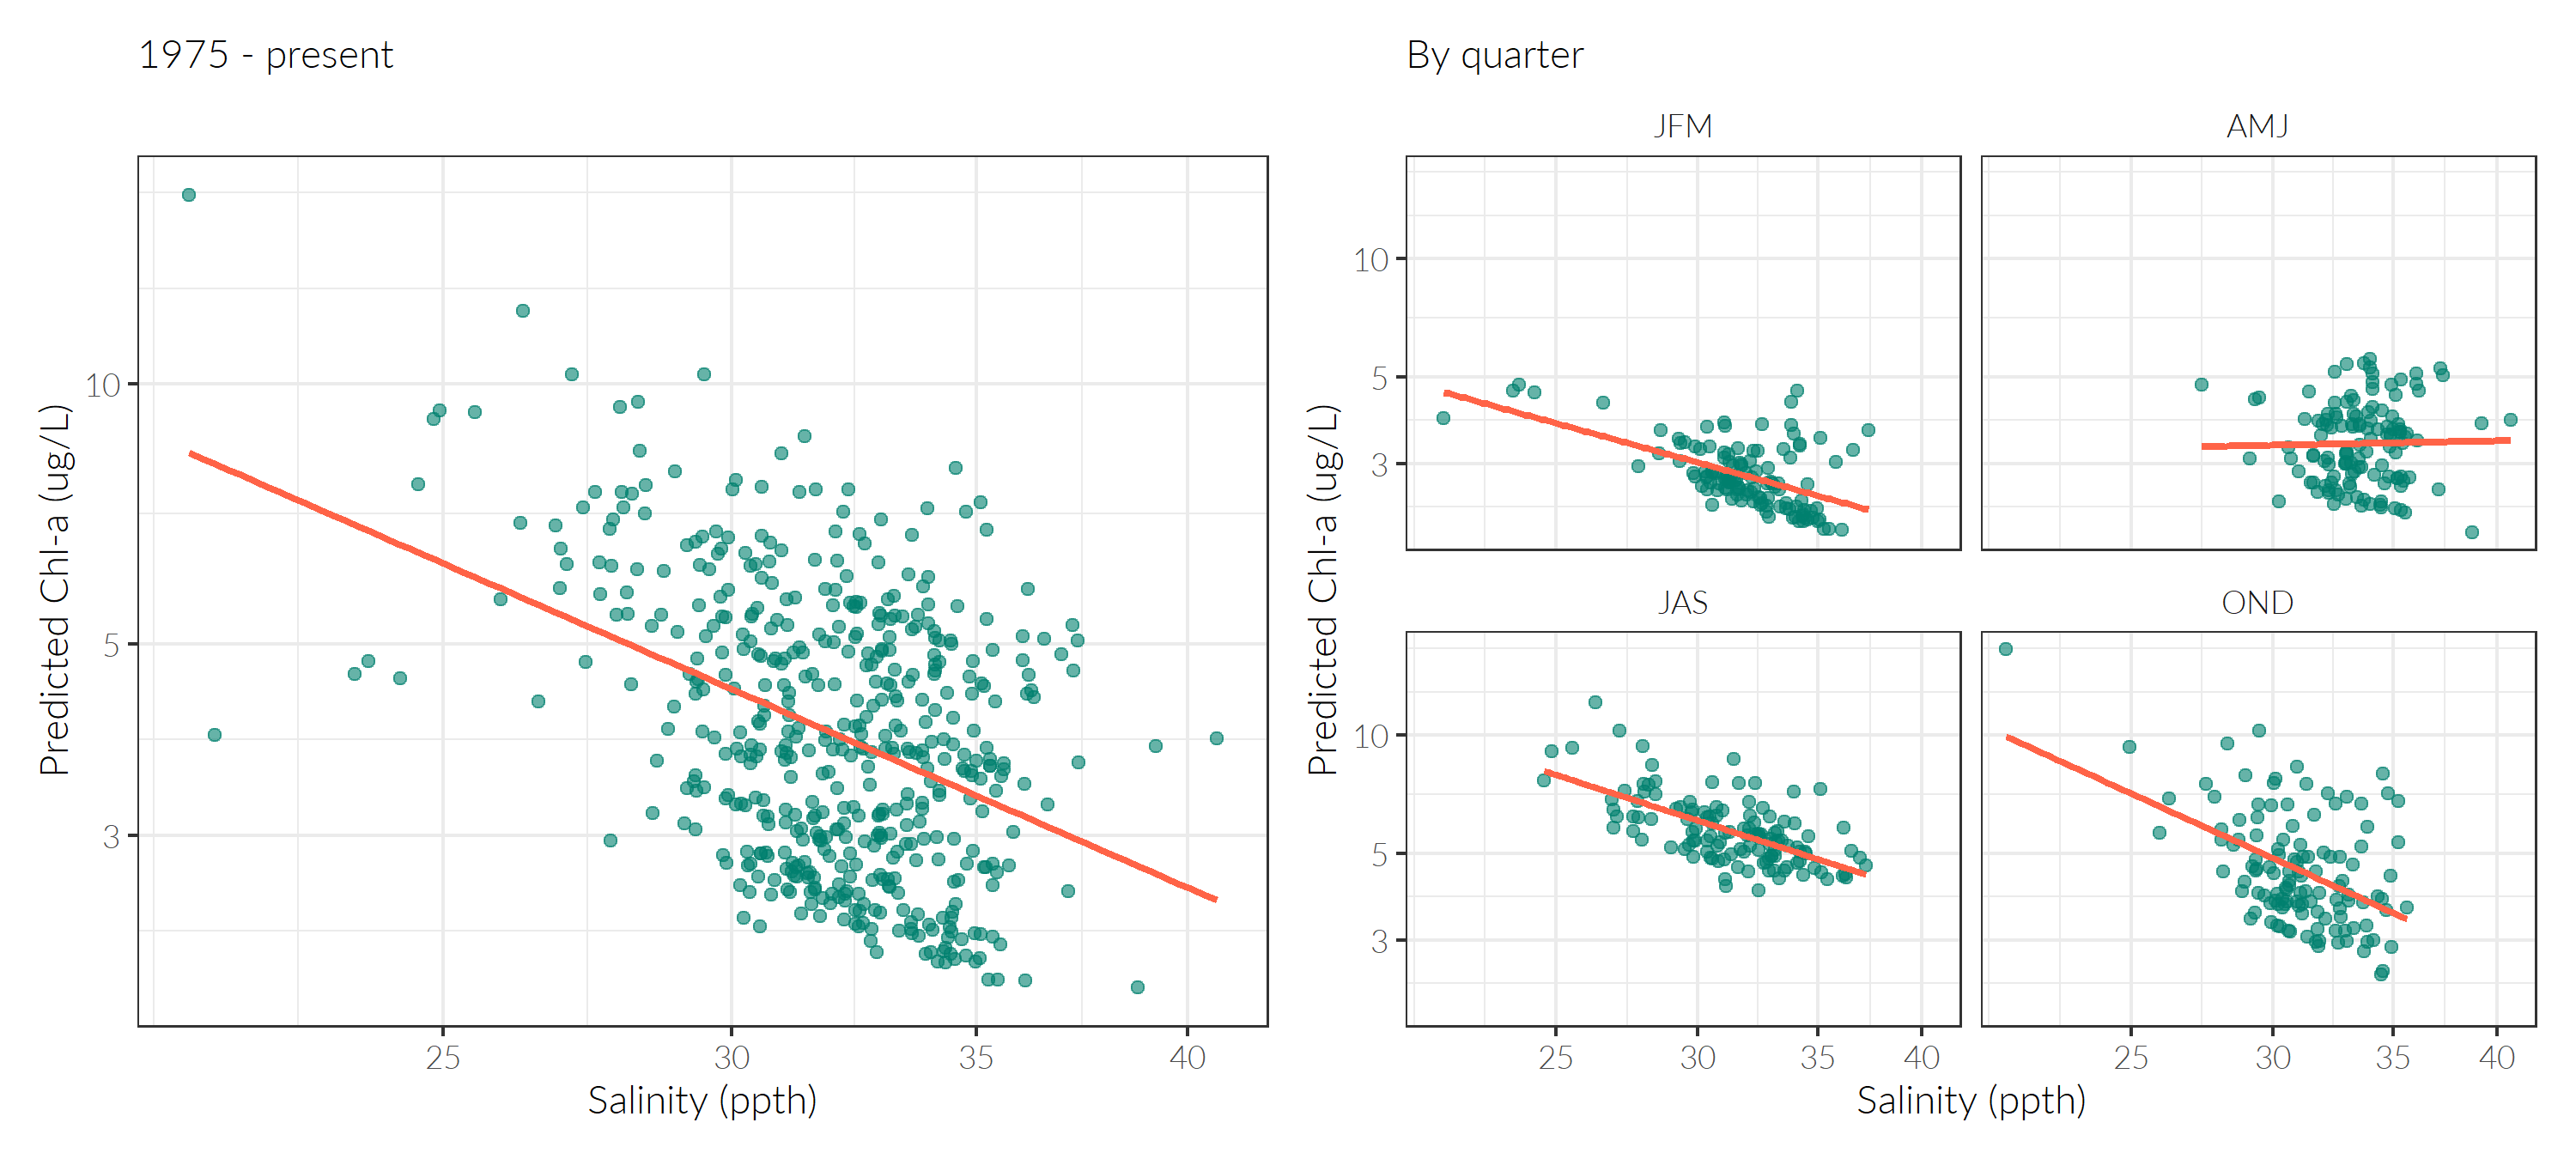 1975 - present
Predicted Chl-a (ug/L)
10
5
3
25 30 35 40
Salinity (ppth)
By quarter
JFM AMJ
Predicted Chl-a (ug/L)
10
5
3
JAS OND
10
5
3
25 30 35 40 25 30 35 40
Salinity (ppth)